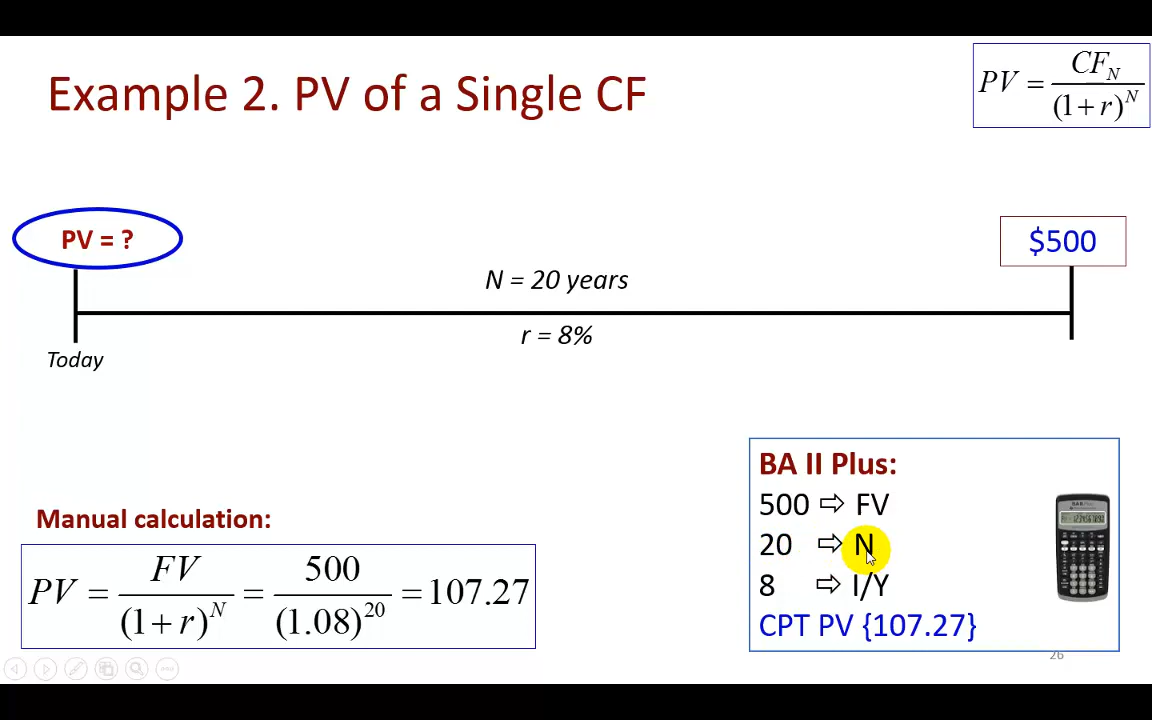 Example 2. PV of a Single CF
PV = CF_N / (1 + r)^N
PV = ?
$500
N = 20 years
r = 8%
Today
BA II Plus:
500 ⇨ FV
20 ⇨ N
8 ⇨ I/Y
CPT PV {107.27}
Manual calculation:
PV = FV / (1 + r)^N = 500 / (1.08)^20 = 107.27
26